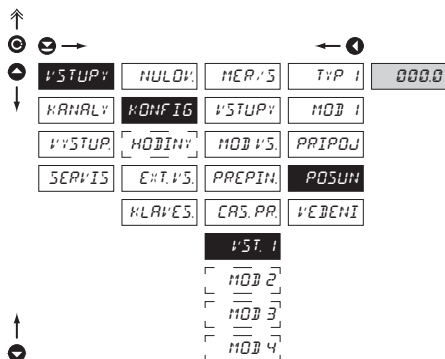 VSTUPY NULOV. MER/S TYP 1 000.0
KANALY KONFIG VSTUPY MOD 1
VYSTUP. HODINY MOD VS. PRIPOJ
SERVIS EXT.VS. PREPIN. POSUN
KLAVES. CAS. PR. VEDENI
VST. 1
MOD 2
MOD 3
MOD 4